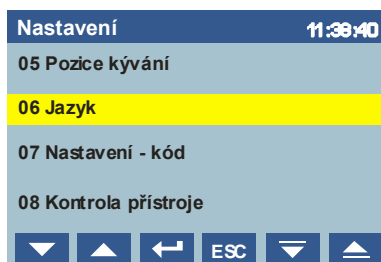 Nastavení 11:38:40
05 Pozice kývání
06 Jazyk
07 Nastavení - kód
08 Kontrola přístroje
ESC